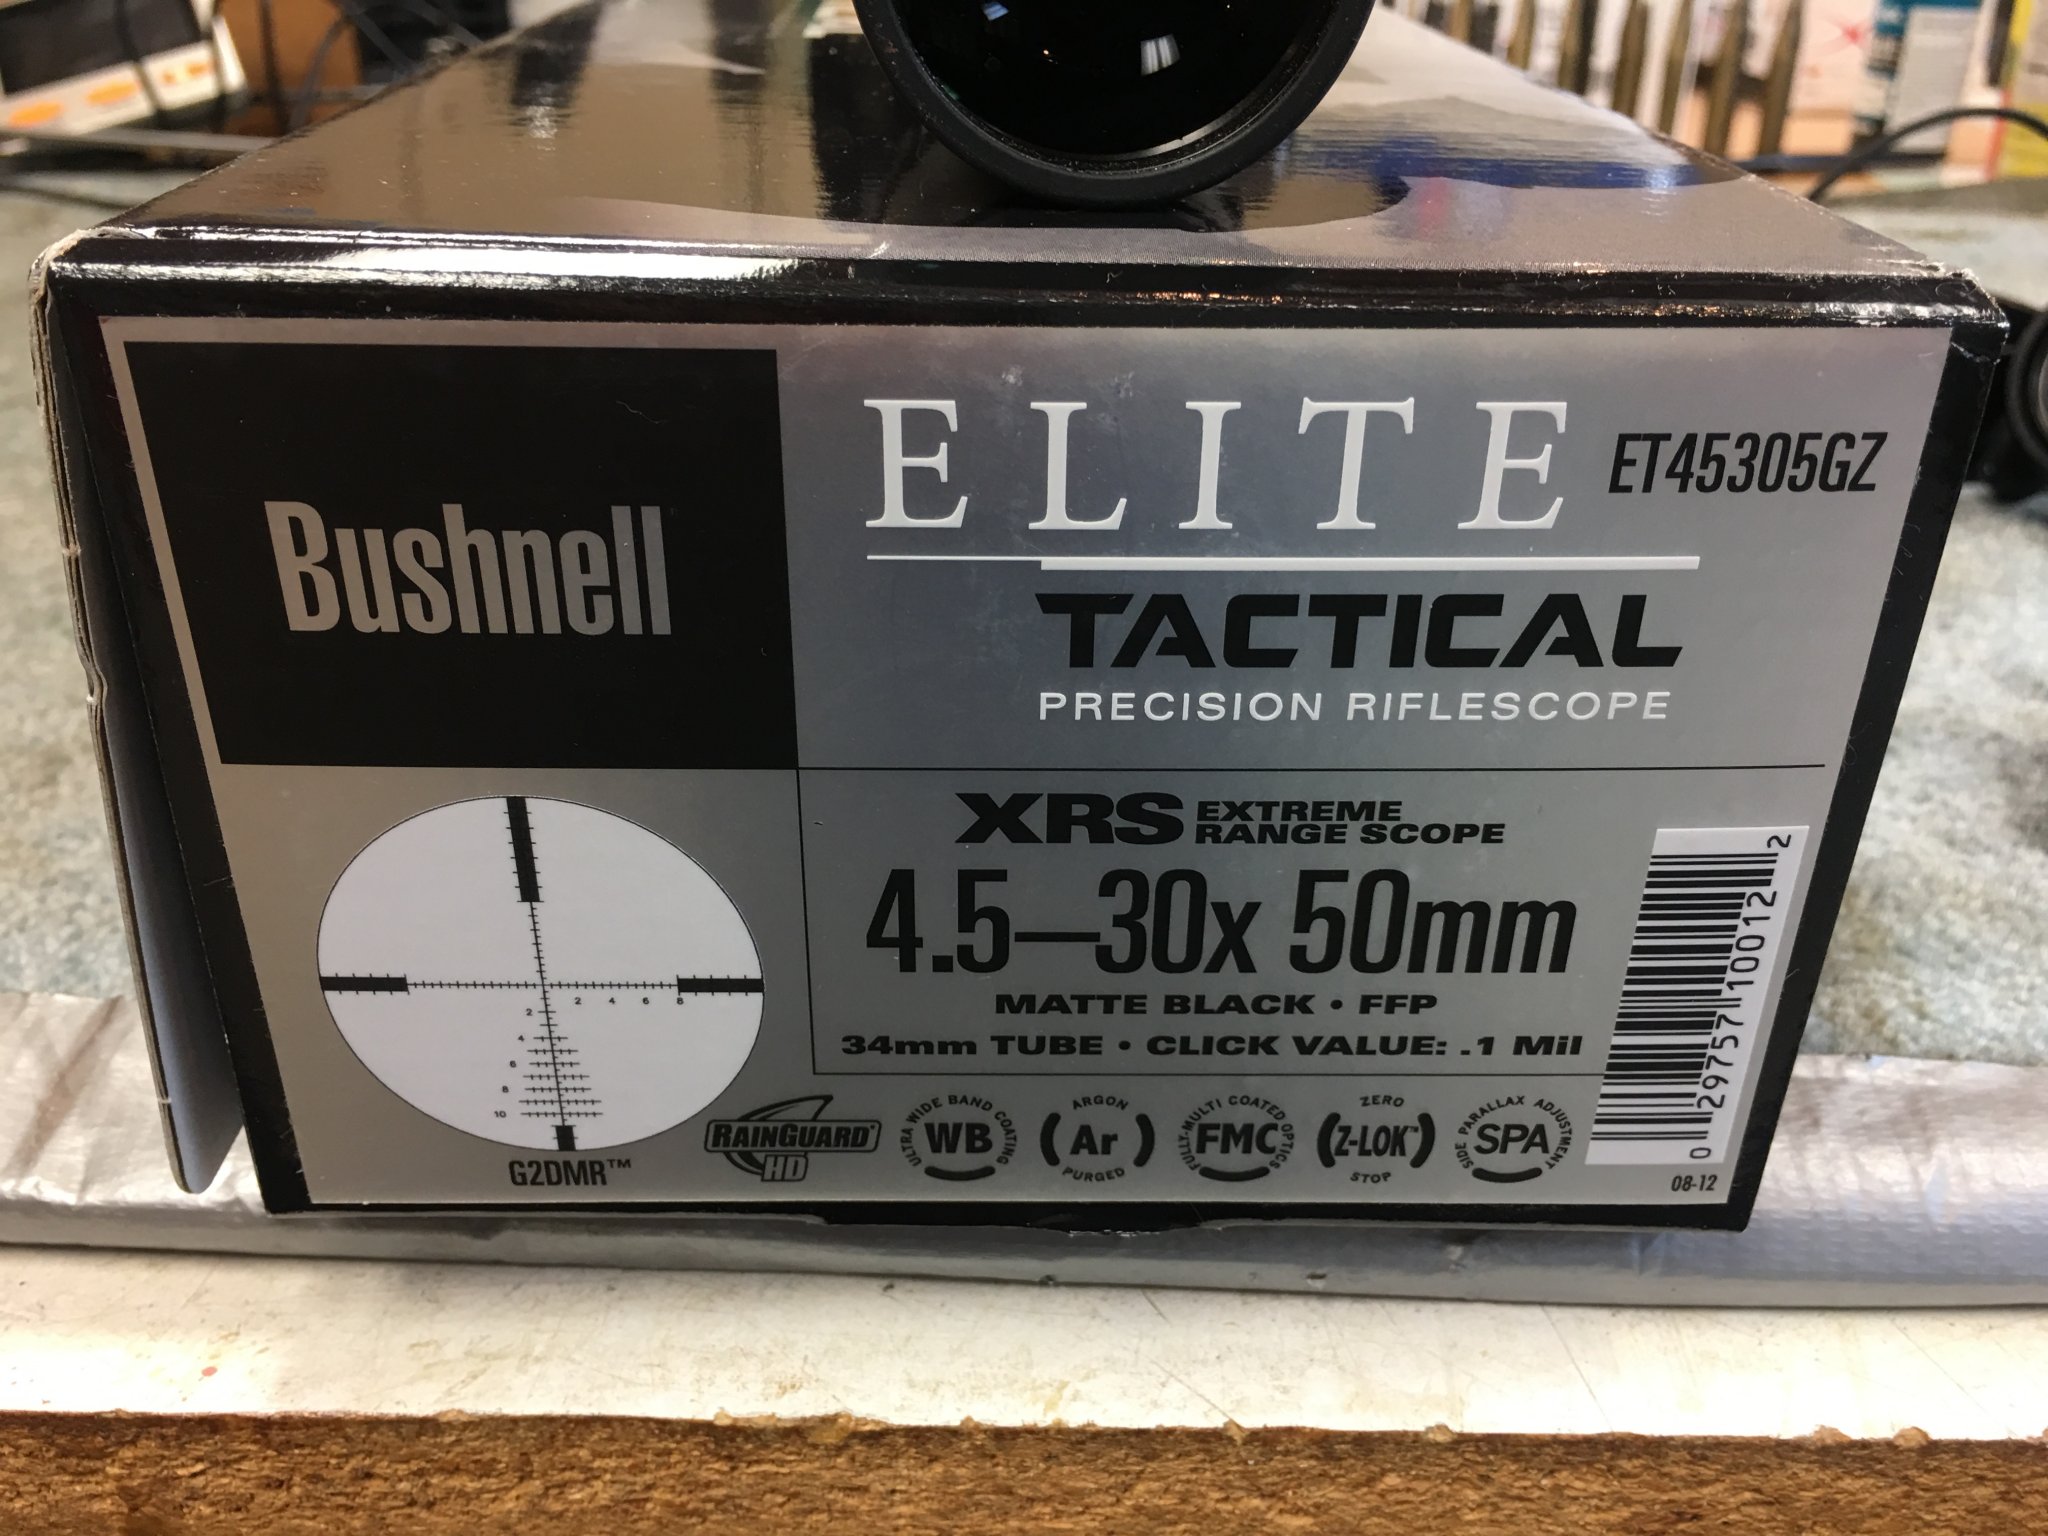 Bushnell
ELITE
ET45305GZ
TACTICAL
PRECISION RIFLESCOPE
XRS EXTREME
RANGE SCOPE
4.5—30x 50mm
MATTE BLACK • FFP
34mm TUBE • CLICK VALUE: .1 Mil
2 4 6 8
2
4
6
8
10
G2DMR™
RAINGUARD®
HD
ULTRA WIDE BAND COATING
WB
ARGON
Ar
PURGED
FULLY-MULTI COATED OPTICS
FMC
ZERO
Z-LOK™
STOP
SIDE PARALLAX ADJUSTMENT
SPA
0 29757 10012 2
08-12